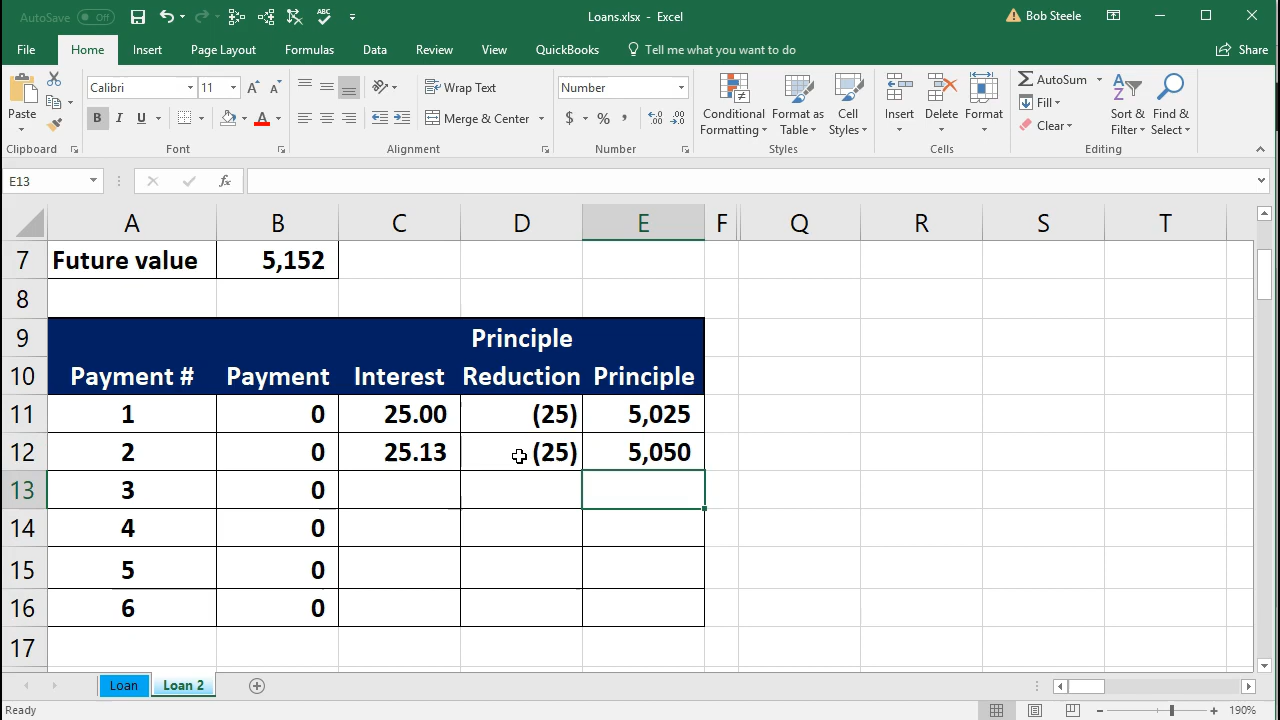 AutoSave Off Loans.xlsx - Excel Bob Steele
File Home Insert Page Layout Formulas Data Review View QuickBooks Tell me what you want to do Share
Paste Calibri 11 Wrap Text Number Conditional Formatting Format as Table Cell Styles Insert Delete Format AutoSum Sort & Filter Find & Select
B I U A Merge & Center $ % , Fill
Clear
Clipboard Font Alignment Number Styles Cells Editing
E13 fx
A B C D E F Q R S T
7 Future value 5,152
8
9 Principle
10 Payment # Payment Interest Reduction Principle
11 1 0 25.00 (25) 5,025
12 2 0 25.13 (25) 5,050
13 3 0
14 4 0
15 5 0
16 6 0
17
Loan Loan 2
Ready 190%